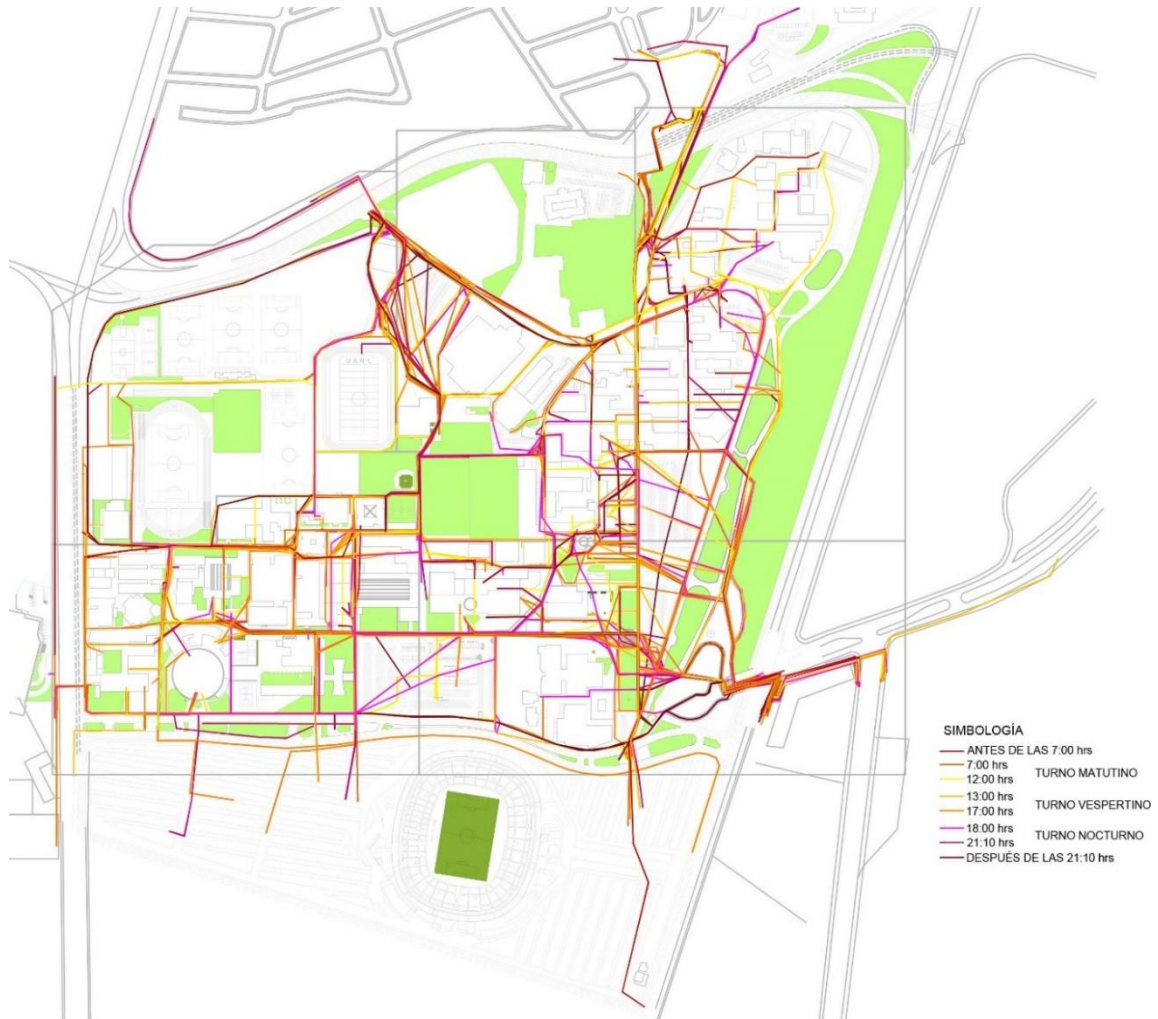 U A N L
SIMBOLOGÍA
ANTES DE LAS 7:00 hrs
7:00 hrs
TURNO MATUTINO
12:00 hrs
13:00 hrs
TURNO VESPERTINO
17:00 hrs
18:00 hrs
TURNO NOCTURNO
21:10 hrs
DESPUÉS DE LAS 21:10 hrs